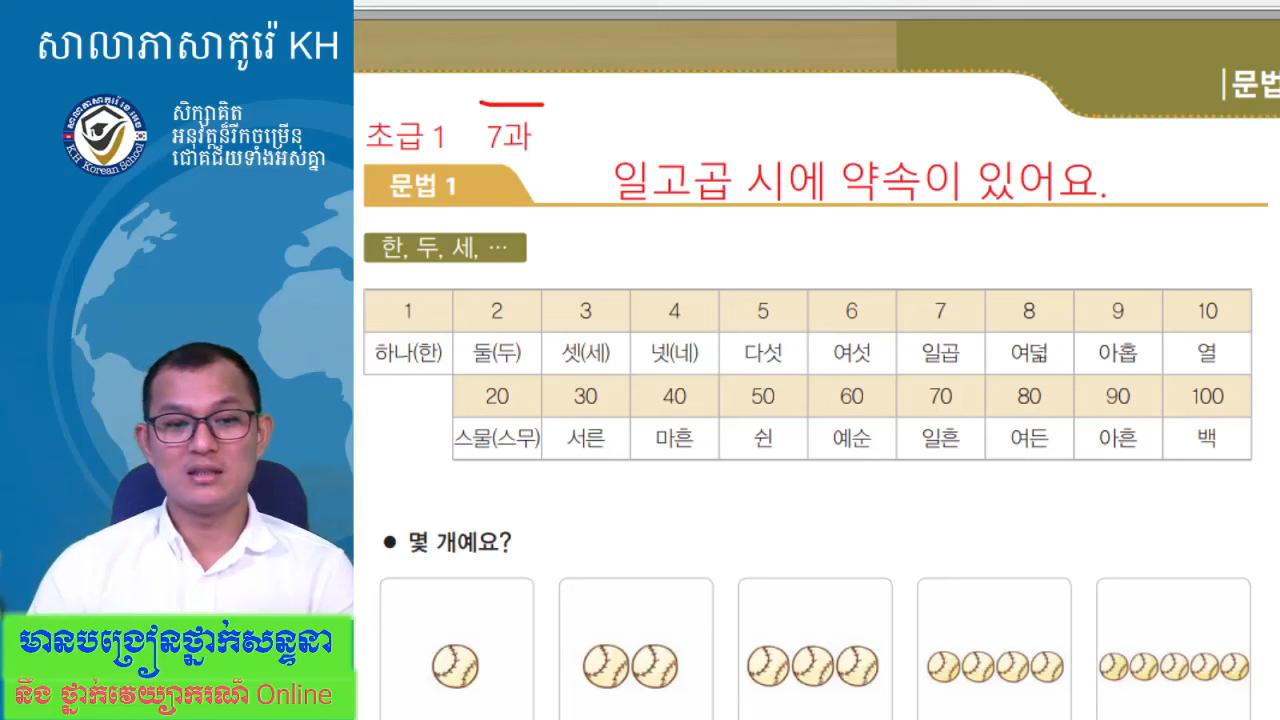 សាលាភាសាកូរ៉េ KH
សិក្សាគិត
អនុវត្តន៍រីកចម្រើន
ជោគជ័យទាំងអស់គ្នា
KH Korean School
មានបង្រៀនថ្នាក់សន្ទនា
នឹង ថ្នាក់វេយ្យាករណ៍ Online
문법
초급 1 7과
문법 1
일고곱 시에 약속이 있어요.
한, 두, 세, …
1 2 3 4 5 6 7 8 9 10
하나(한) 둘(두) 셋(세) 넷(네) 다섯 여섯 일곱 여덟 아홉 열
20 30 40 50 60 70 80 90 100
스물(스무) 서른 마흔 쉰 예순 일흔 여든 아흔 백
● 몇 개예요?